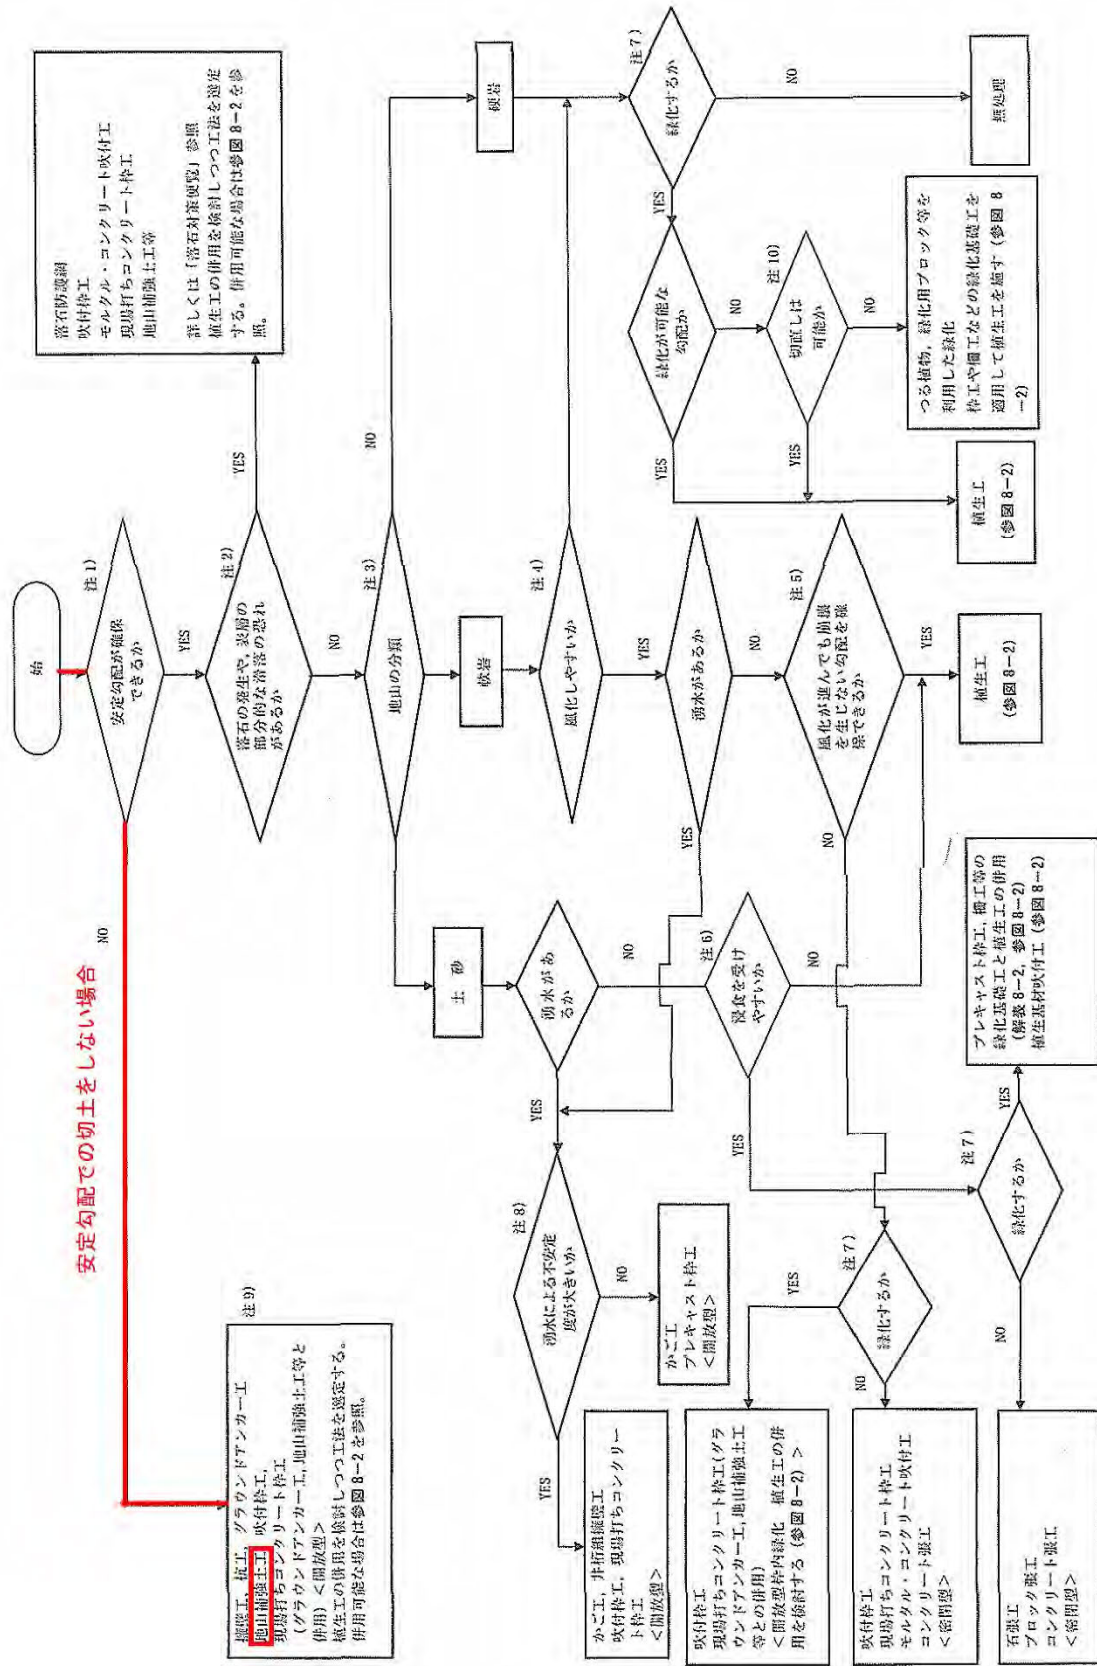 始
注 1)
安定勾配が確保
できるか
NO
YES
安定勾配での切土をしない場合
注 9)
擁壁工, 杭工, グラウンドアンカー工
地山補強土工, 吹付枠工,
現場打ちコンクリート枠工
(グラウンドアンカー工, 地山補強土工等と
併用) <開放型>
植生工の併用を検討しつつ工法を選定する。
併用可能な場合は参図 8-2 を参照。
注 2)
落石の発生や, 表層の
部分的な滑落の恐れ
があるか
YES
NO
落石防護網
吹付枠工
モルタル・コンクリート吹付工
現場打ちコンクリート枠工
地山補強土工等
詳しくは「落石対策便覧」参照
植生工の併用を検討しつつ工法を選定
する。併用可能な場合は参図 8-2 を参
照。
注 3)
地山の分類
NO
土 砂
軟岩
硬岩
湧水があ
るか
YES
NO
注 4)
風化しやすいか
YES
湧水があるか
YES
NO
注 5)
風化が進んでも崩壊
を生じない勾配を確
保できるか
NO
YES
植生工
(参図 8-2)
注 6)
浸食を受け
やすいか
YES
NO
注 7)
緑化するか
YES
NO
緑化が可能な
勾配か
YES
NO
注 10)
切直しは
可能か
YES
NO
植生工
(参図 8-2)
つる植物, 緑化用ブロック等を
利用した緑化
枠工や柵工などの緑化基礎工を
適用して植生工を施す (参図 8
-2)
無処理
注 8)
湧水による不安定
度が大きいか
YES
NO
かご工, 井桁組擁壁工
吹付枠工, 現場打ちコンクリー
ト枠工
<開放型>
かご工
プレキャスト枠工
<開放型>
注 7)
緑化するか
YES
NO
吹付枠工
現場打ちコンクリート枠工(グラ
ウンドアンカー工, 地山補強土工
等との併用)
<開放型枠内緑化 植生工の併
用を検討する (参図 8-2) >
吹付枠工
現場打ちコンクリート枠工
モルタル・コンクリート吹付工
コンクリート張工
<密閉型>
注 7)
緑化するか
YES
NO
プレキャスト枠工, 柵工等の
緑化基礎工と植生工の併用
(解表 8-2, 参図 8-2)
植生基材吹付工 (参図 8-2)
石張工
ブロック張工
コンクリート張工
<密閉型>